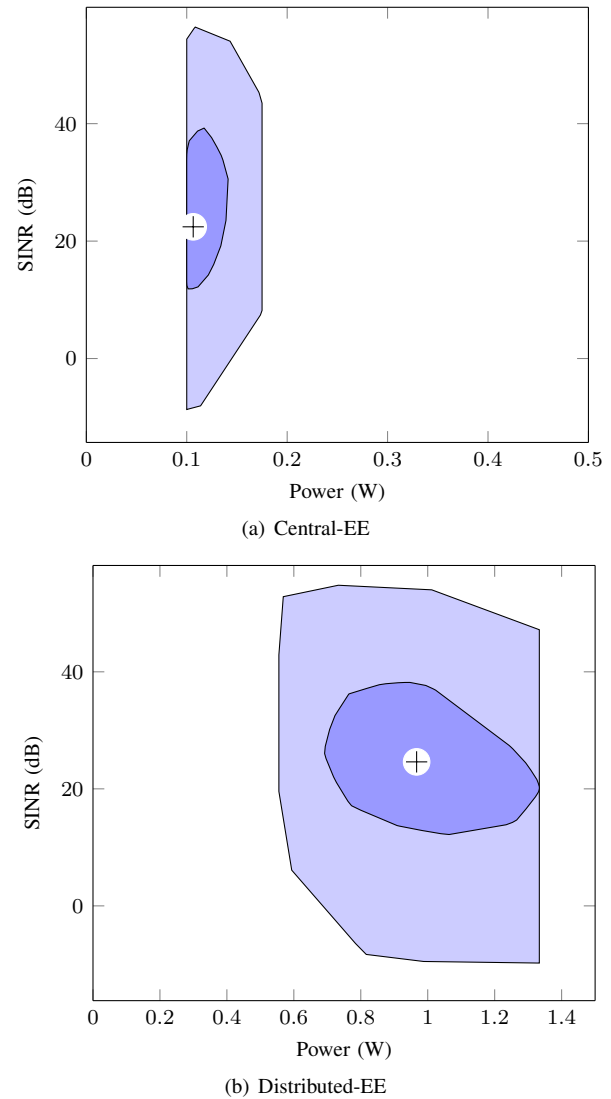 40
20
0
SINR (dB)
0 0.1 0.2 0.3 0.4 0.5
Power (W)
(a) Central-EE
40
20
0
SINR (dB)
0 0.2 0.4 0.6 0.8 1 1.2 1.4
Power (W)
(b) Distributed-EE